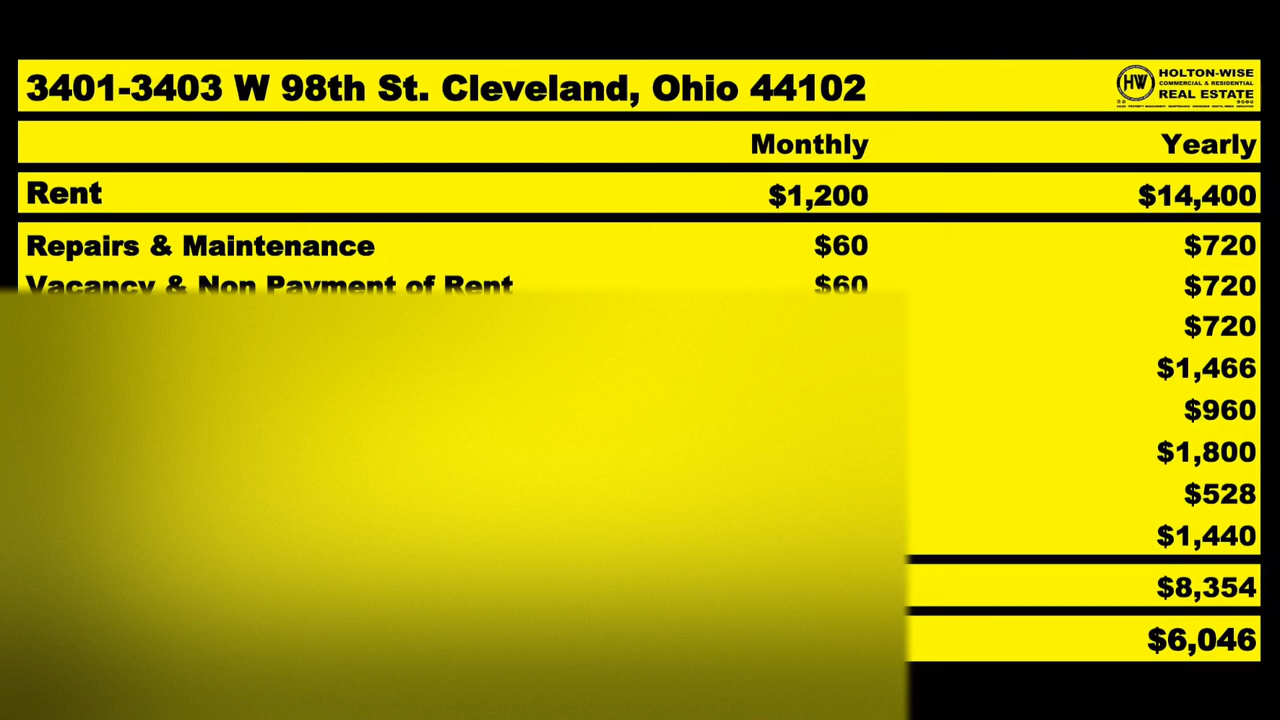 3401-3403 W 98th St. Cleveland, Ohio 44102
HW
HOLTON-WISE
COMMERCIAL & RESIDENTIAL
REAL ESTATE
Monthly Yearly
Rent $1,200 $14,400
Repairs & Maintenance $60 $720
Vacancy & Non Payment of Rent $60 $720
$720
$1,466
$960
$1,800
$528
$1,440
$8,354
$6,046